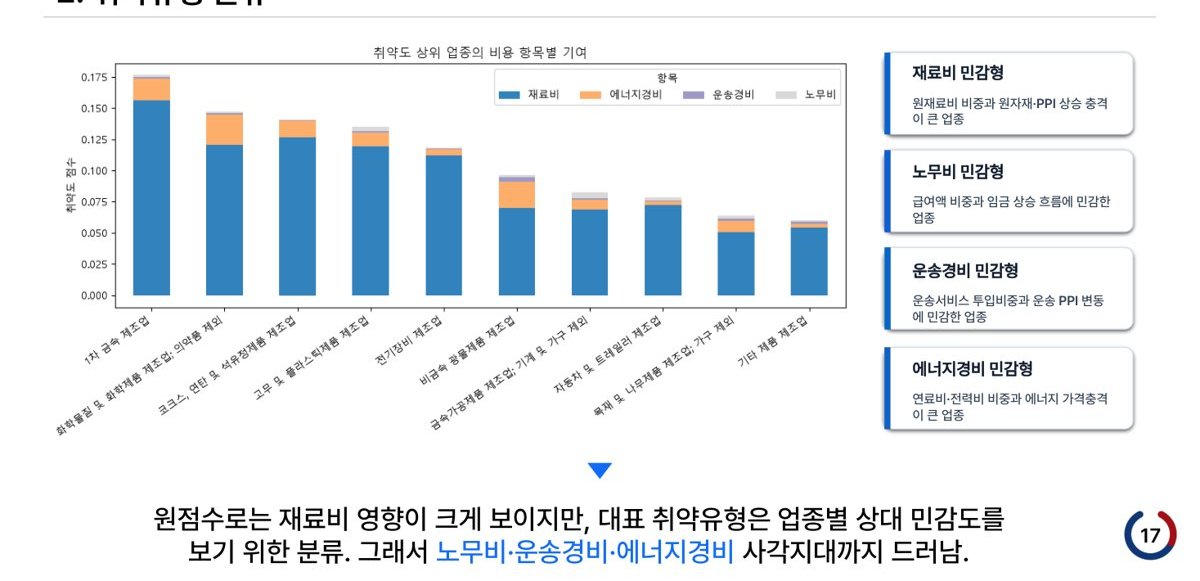 취약도 상위 업종의 비용 항목별 기여
항목
재료비
에너지경비
운송경비
노무비
취약도 점수
0.175
0.150
0.125
0.100
0.075
0.050
0.025
0.000
1차 금속 제조업
화학물질 및 화학제품 제조업; 의약품 제외
코크스, 연탄 및 석유정제품 제조업
고무 및 플라스틱제품 제조업
전기장비 제조업
비금속 광물제품 제조업
금속가공제품 제조업; 기계 및 가구 제외
자동차 및 트레일러 제조업
목재 및 나무제품 제조업; 가구 제외
기타 제품 제조업
재료비 민감형
원재료비 비중과 원자재·PPI 상승 충격
이 큰 업종
노무비 민감형
급여액 비중과 임금 상승 흐름에 민감한
업종
운송경비 민감형
운송서비스 투입비중과 운송 PPI 변동
에 민감한 업종
에너지경비 민감형
연료비·전력비 비중과 에너지 가격충격
이 큰 업종
원점수로는 재료비 영향이 크게 보이지만, 대표 취약유형은 업종별 상대 민감도를
보기 위한 분류. 그래서 노무비·운송경비·에너지경비 사각지대까지 드러남.
17